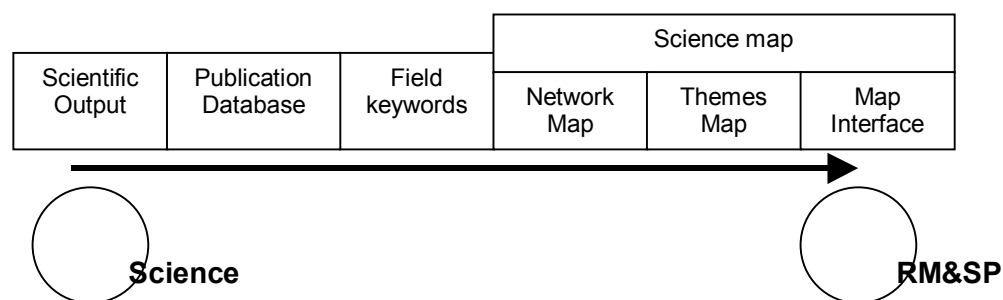 Science map
Scientific
Output
Publication
Database
Field
keywords
Network
Map
Themes
Map
Map
Interface
Science
RM&SP